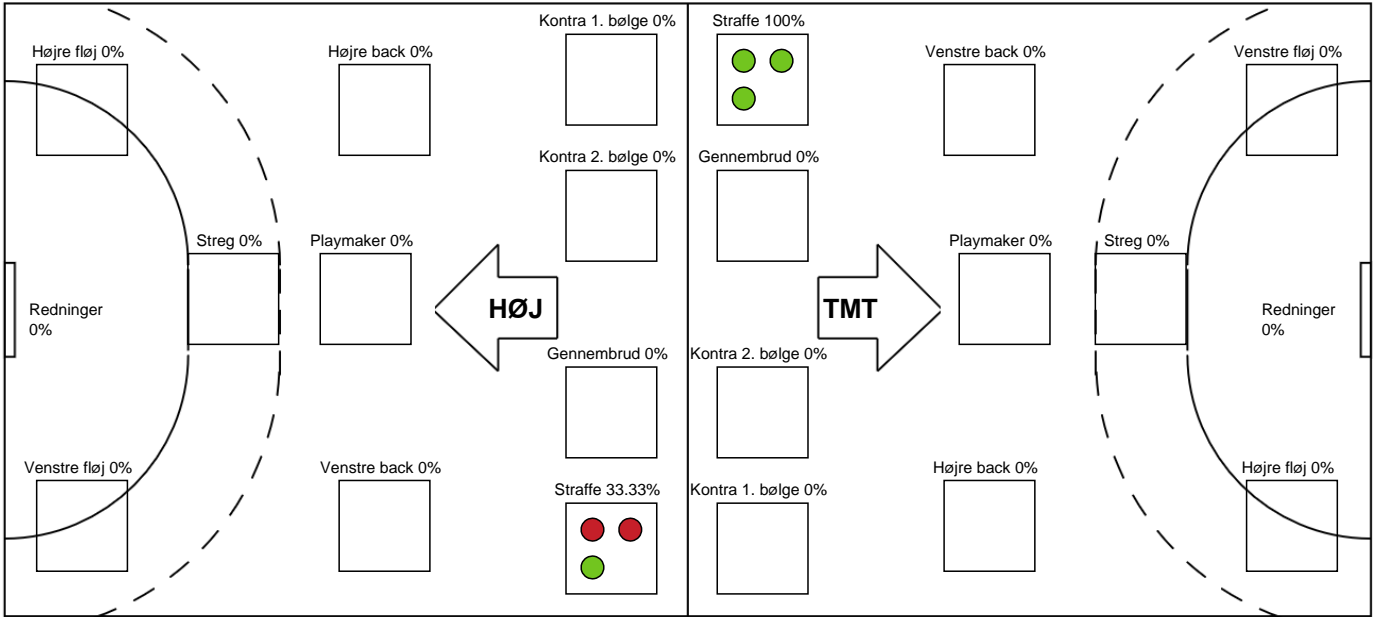 Kontra 1. bølge 0%
Straffe 100%
Højre fløj 0%
Højre back 0%
Venstre back 0%
Venstre fløj 0%
Kontra 2. bølge 0%
Gennembrud 0%
Streg 0%
Playmaker 0%
Playmaker 0%
Streg 0%
Redninger
0%
HØJ
TMT
Redninger
0%
Gennembrud 0%
Kontra 2. bølge 0%
Venstre fløj 0%
Venstre back 0%
Højre back 0%
Højre fløj 0%
Straffe 33.33%
Kontra 1. bølge 0%